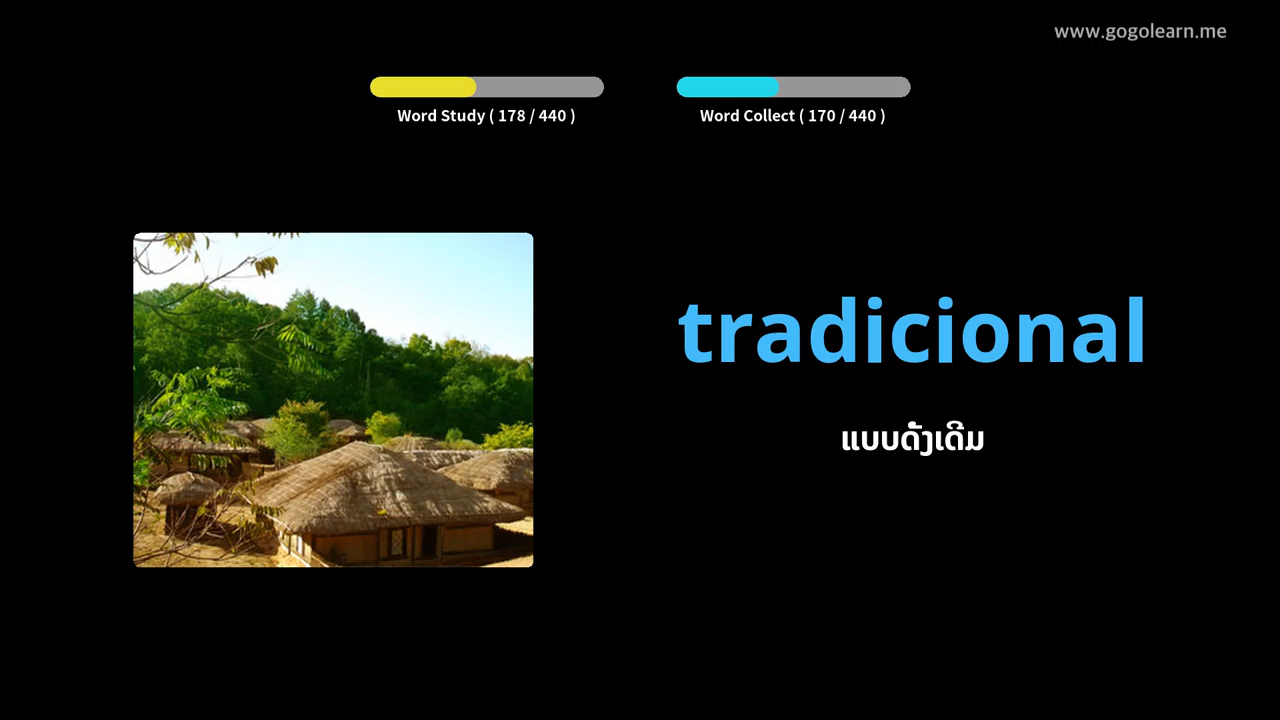 www.gogolearn.me
Word Study ( 178 / 440 )
Word Collect ( 170 / 440 )
tradicional
ແບບດັ້ງເດີມ